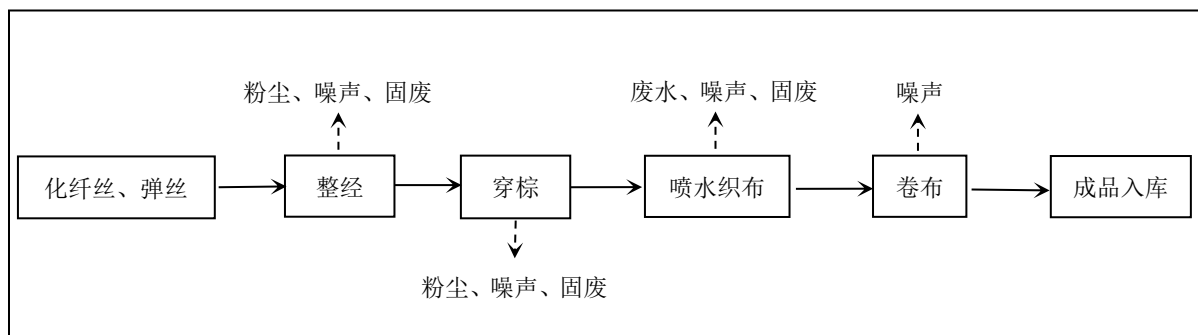 粉尘、噪声、固废
废水、噪声、固废
噪声
化纤丝、弹丝
整经
穿棕
喷水织布
卷布
成品入库
粉尘、噪声、固废